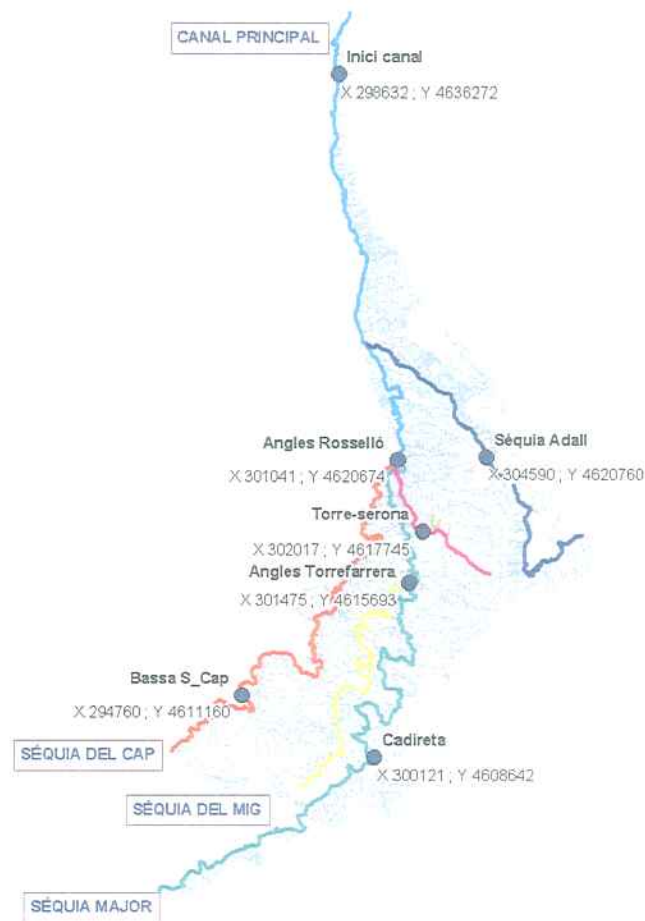 CANAL PRINCIPAL
Inici canal
X 298632 ; Y 4636272
Angles Rosselló
X 301041 ; Y 4620674
Séquia Adall
X 304590 ; Y 4620760
Torre-serona
X 302017 ; Y 4617745
Angles Torrefarrera
X 301475 ; Y 4615693
Bassa S_Cap
X 294760 ; Y 4611160
SÉQUIA DEL CAP
Cadireta
X 300121 ; Y 4608642
SÉQUIA DEL MIG
SÉQUIA MAJOR